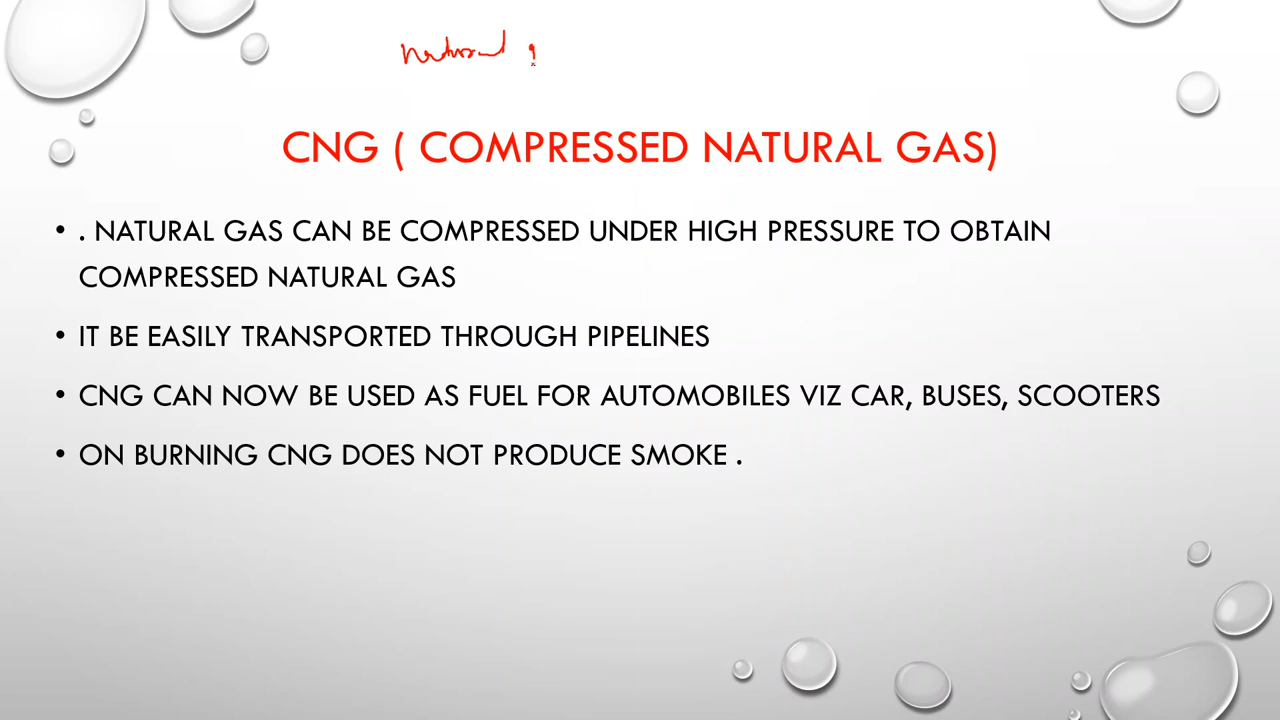 Natural
CNG ( COMPRESSED NATURAL GAS)
• . NATURAL GAS CAN BE COMPRESSED UNDER HIGH PRESSURE TO OBTAIN
COMPRESSED NATURAL GAS
• IT BE EASILY TRANSPORTED THROUGH PIPELINES
• CNG CAN NOW BE USED AS FUEL FOR AUTOMOBILES VIZ CAR, BUSES, SCOOTERS
• ON BURNING CNG DOES NOT PRODUCE SMOKE .